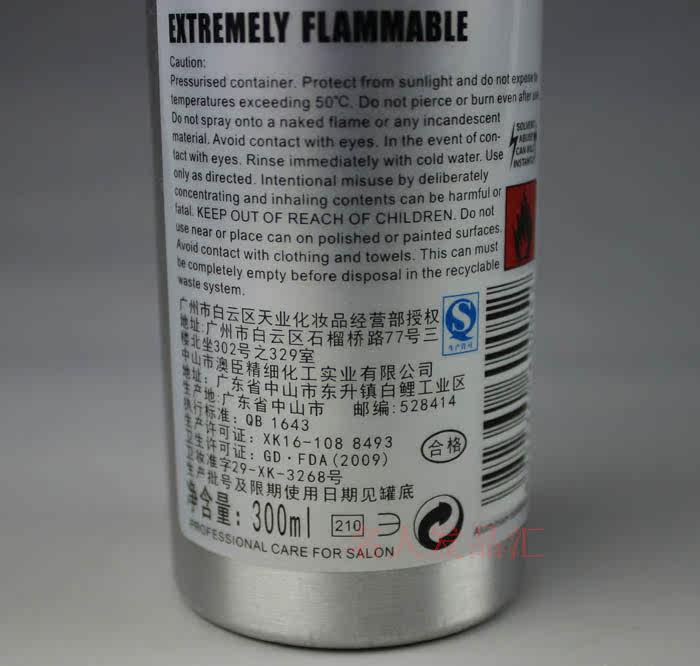 EXTREMELY FLAMMABLE
Caution:
Pressurised container. Protect from sunlight and do not expose to
temperatures exceeding 50°C. Do not pierce or burn even after use.
Do not spray onto a naked flame or any incandescent
material. Avoid contact with eyes. In the event of con-
tact with eyes. Rinse immediately with cold water. Use
only as directed. Intentional misuse by deliberately
concentrating and inhaling contents can be harmful or
fatal. KEEP OUT OF REACH OF CHILDREN. Do not
use near or place can on polished or painted surfaces.
Avoid contact with clothing and towels. This can must
be completely empty before disposal in the recyclable
waste system.
SOLVENT
ABUSE
CAN KILL
INSTANTLY
广州市白云区天业化妆品经营部授权
地址:广州市白云区石榴桥路77号三
楼北坐302号之329室
中山市澳臣精细化工实业有限公司
地址: 广东省中山市东升镇白鲤工业区
生产地:广东省中山市 邮编:528414
执行标准: QB 1643
生产许可证: XK16-108 8493
卫生许可证: GD·FDA(2009)
卫妆准字29-XK-3268号
生产批号及限期使用日期见罐底
生产许可
合格
净含量: 300ml
210
PROFESSIONAL CARE FOR SALON
人发品汇